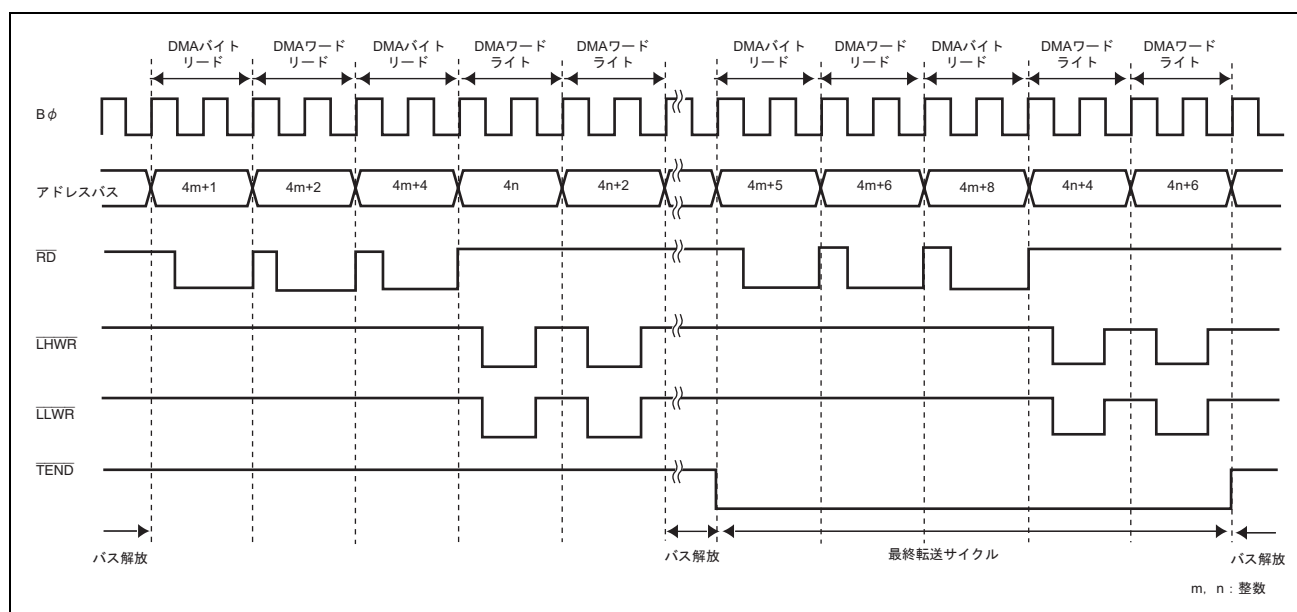 DMAバイト
リード
DMAワード
リード
DMAバイト
リード
DMAワード
ライト
DMAワード
ライト
DMAバイト
リード
DMAワード
リード
DMAバイト
リード
DMAワード
ライト
DMAワード
ライト
Bφ
アドレスバス
4m+1
4m+2
4m+4
4n
4n+2
4m+5
4m+6
4m+8
4n+4
4n+6
RD
LHWR
LLWR
TEND
バス解放
バス解放
最終転送サイクル
バス解放
m, n : 整数